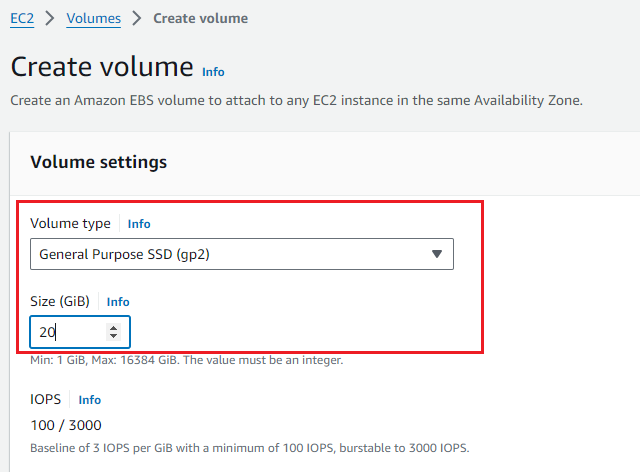 EC2 > Volumes > Create volume
Create volume Info
Create an Amazon EBS volume to attach to any EC2 instance in the same Availability Zone.
Volume settings
Volume type Info
General Purpose SSD (gp2)
Size (GiB) Info
20
Min: 1 GiB, Max: 16384 GiB. The value must be an integer.
IOPS Info
100 / 3000
Baseline of 3 IOPS per GiB with a minimum of 100 IOPS, burstable to 3000 IOPS.